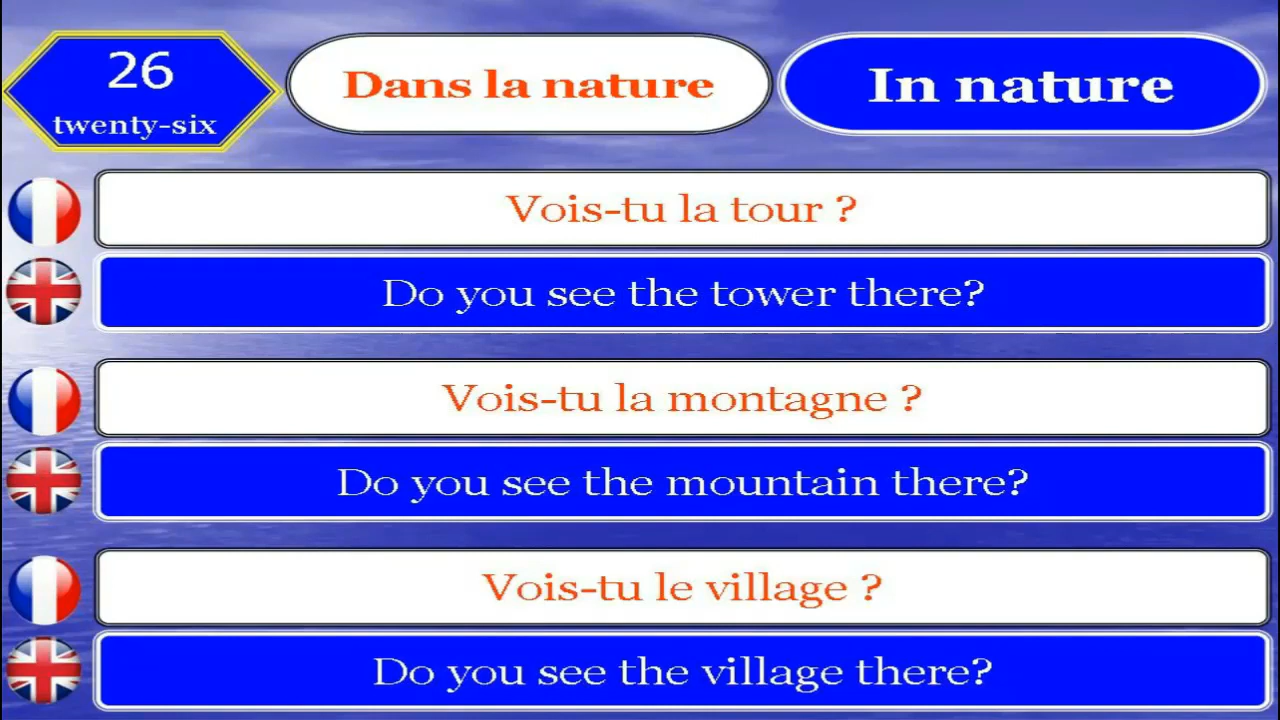 26
twenty-six
Dans la nature
In nature
Vois-tu la tour ?
Do you see the tower there?
Vois-tu la montagne ?
Do you see the mountain there?
Vois-tu le village ?
Do you see the village there?